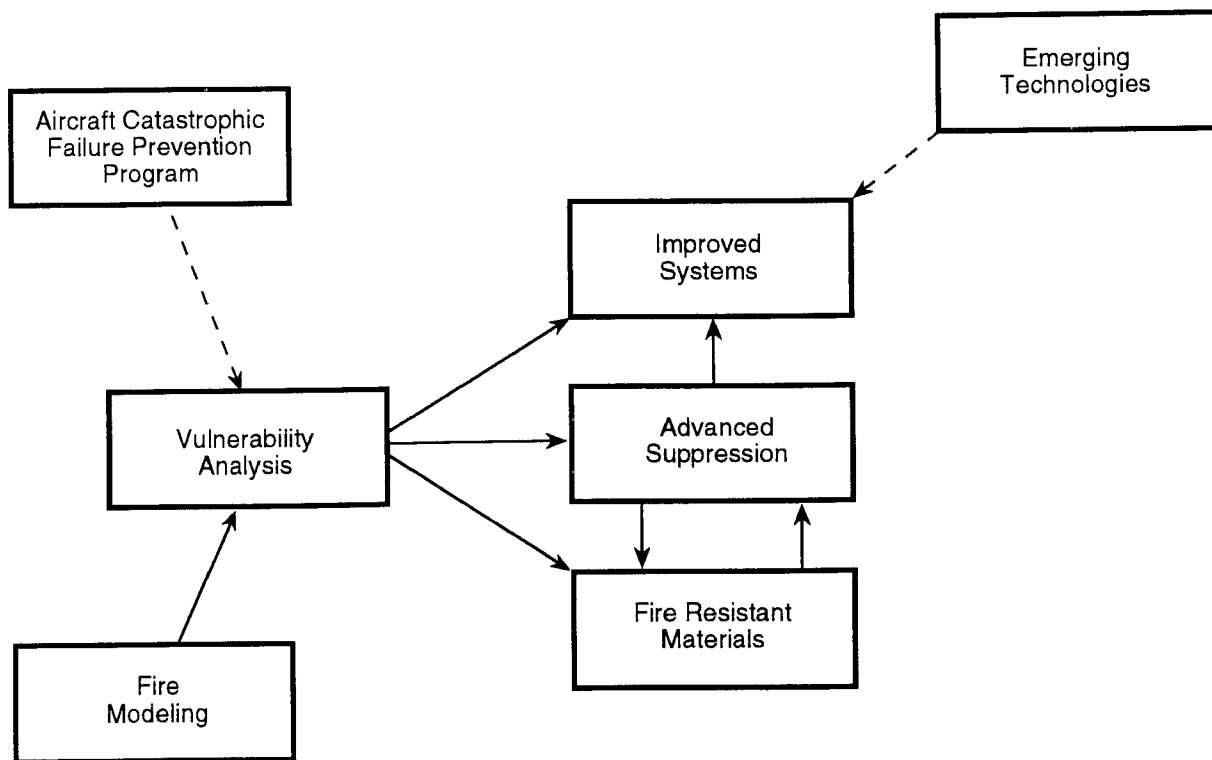 Emerging
Technologies
Aircraft Catastrophic
Failure Prevention
Program
Improved
Systems
Vulnerability
Analysis
Advanced
Suppression
Fire Resistant
Materials
Fire
Modeling